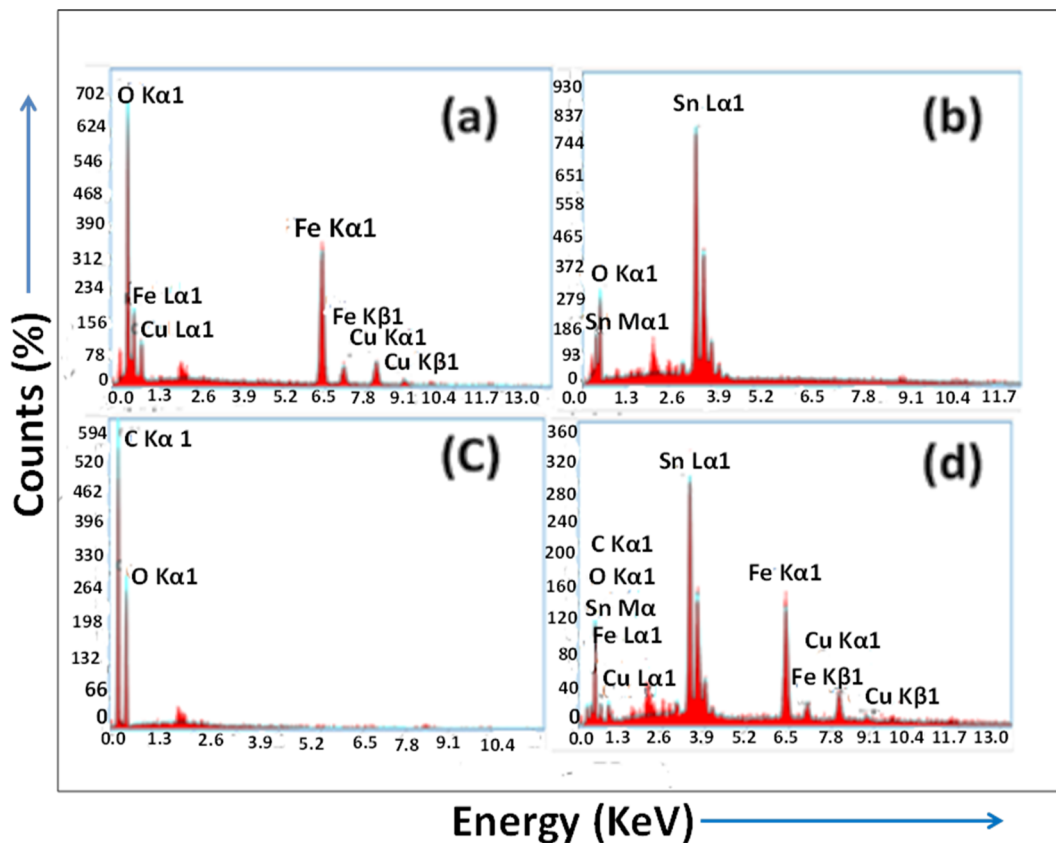 Counts (%)
(a)
702
624
546
468
390
312
234
156
78
0
O Kα1
Fe Lα1
Cu Lα1
Fe Kα1
Fe Kβ1
Cu Kα1
Cu Kβ1
0.0 1.3 2.6 3.9 5.2 6.5 7.8 9.1 10.4 11.7 13.0
(b)
930
837
744
651
558
465
372
279
186
93
0
Sn Lα1
O Kα1
Sn Mα1
0.0 1.3 2.6 3.9 5.2 6.5 7.8 9.1 10.4 11.7
(C)
594
520
462
396
330
264
198
132
66
0
C Kα 1
O Kα1
0.0 1.3 2.6 3.9 5.2 6.5 7.8 9.1 10.4
(d)
360
320
280
240
200
160
120
80
40
0
Sn Lα1
C Kα1
O Kα1
Sn Mα
Fe Lα1
Cu Lα1
Fe Kα1
Cu Kα1
Fe Kβ1
Cu Kβ1
0.0 1.3 2.6 3.9 5.2 6.5 7.8 9.1 10.4 11.7 13.0
Energy (KeV)